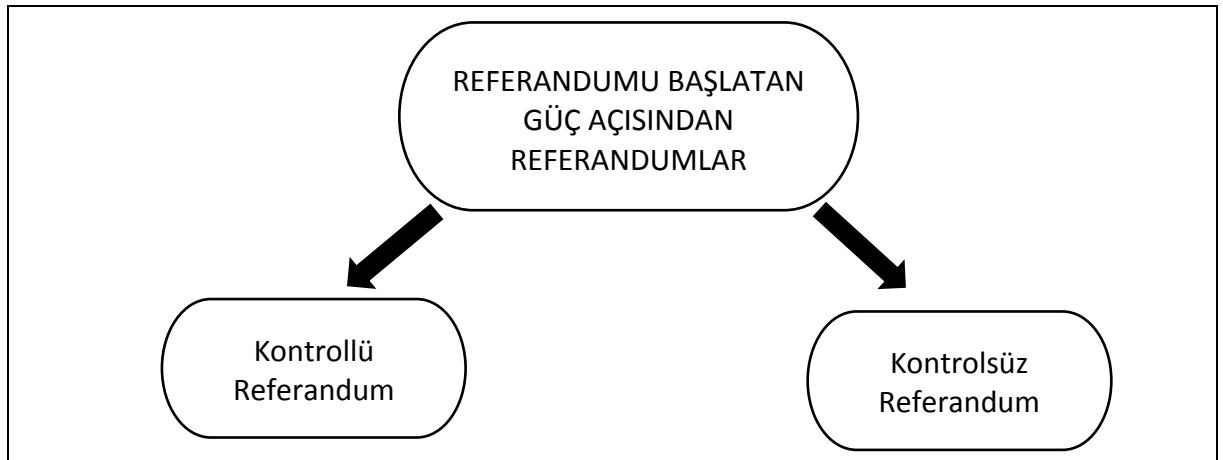 REFERANDUMU BAŞLATAN
GÜÇ AÇISINDAN
REFERANDUMLAR
Kontrollü
Referandum
Kontrolsüz
Referandum